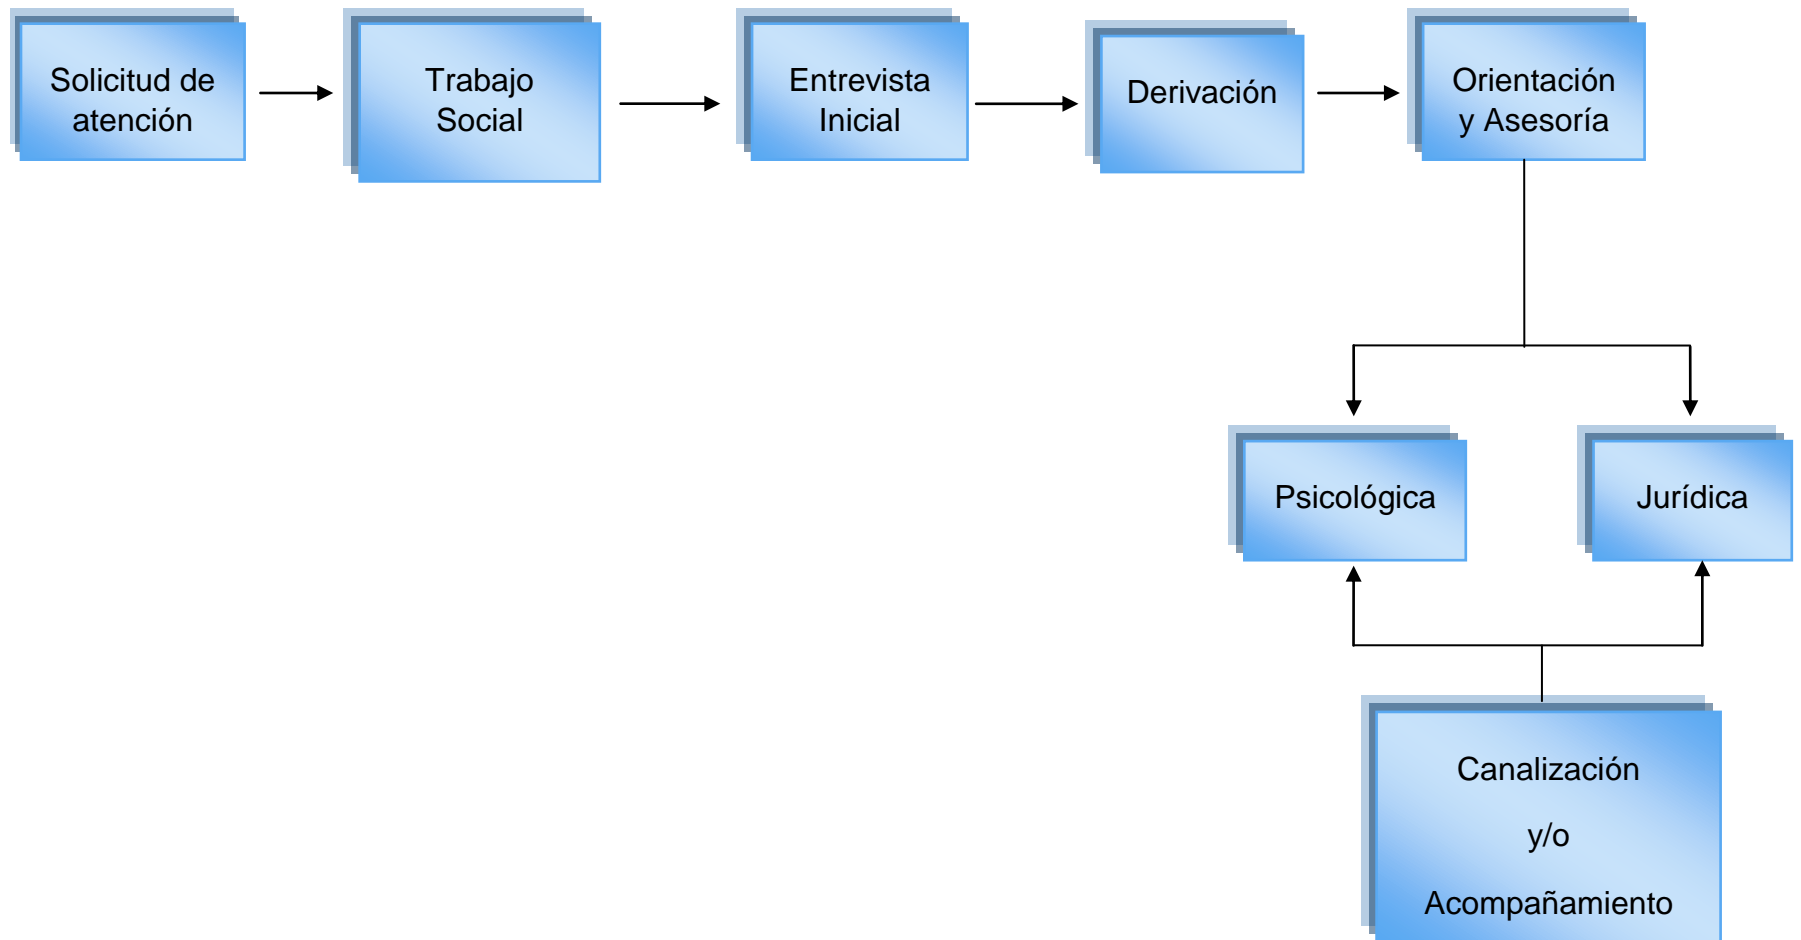 Solicitud de
atención
Trabajo
Social
Entrevista
Inicial
Derivación
Orientación
y Asesoría
Psicológica
Jurídica
Canalización
y/o
Acompañamiento